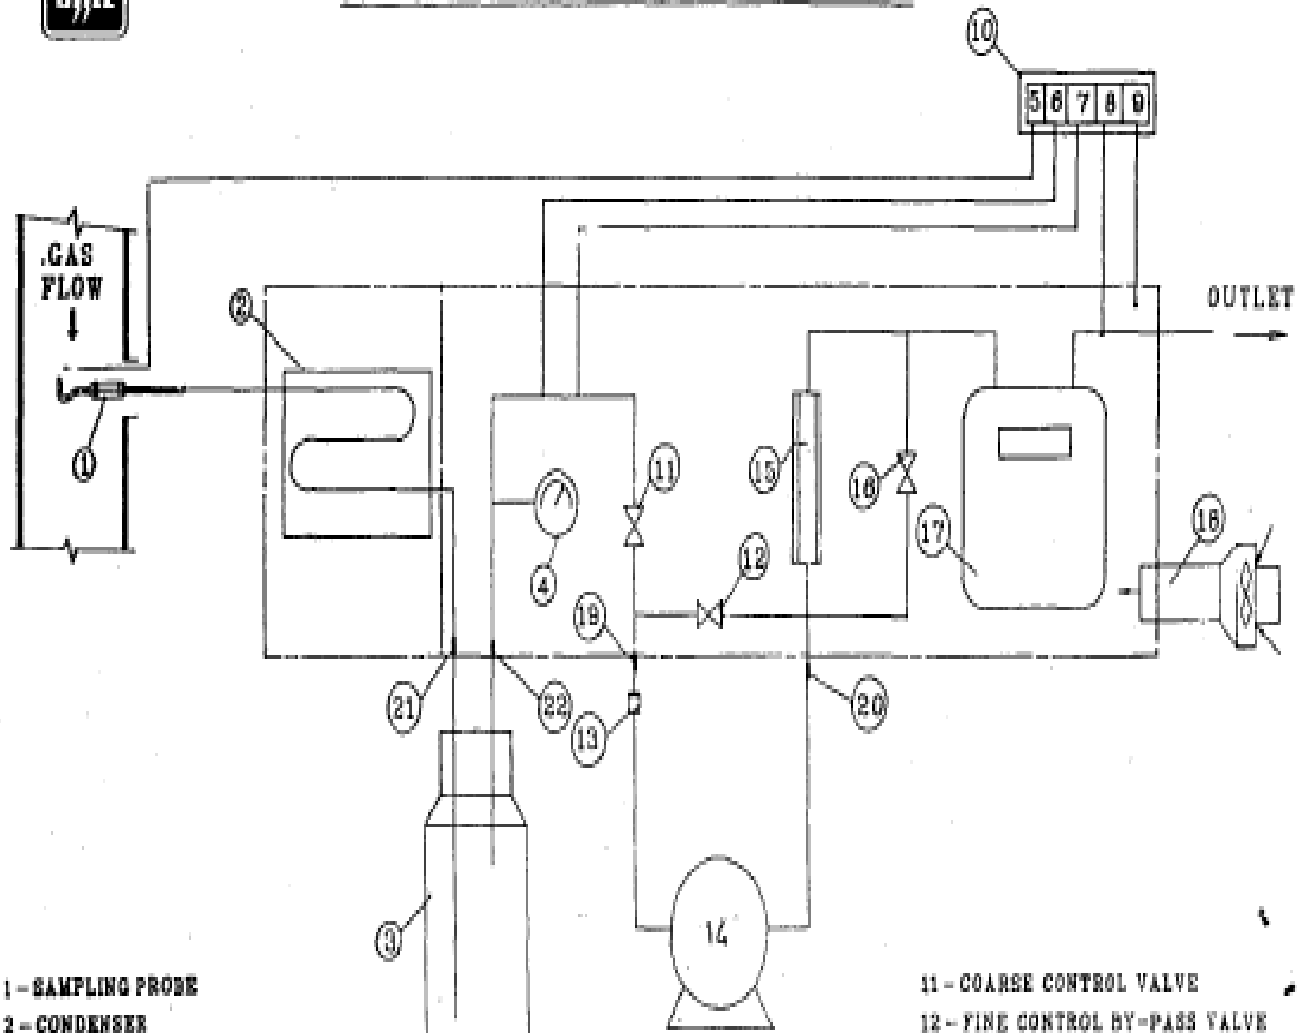 10
5 6 7 8 9
.GAS
FLOW
OUTLET
2
1
11
15
16
17
18
4
12
19
21
22
13
20
3
14
1 - SAMPLING PROBE
2 - CONDENSER
11 - COARSE CONTROL VALVE
12 - FINE CONTROL BY-PASS VALVE